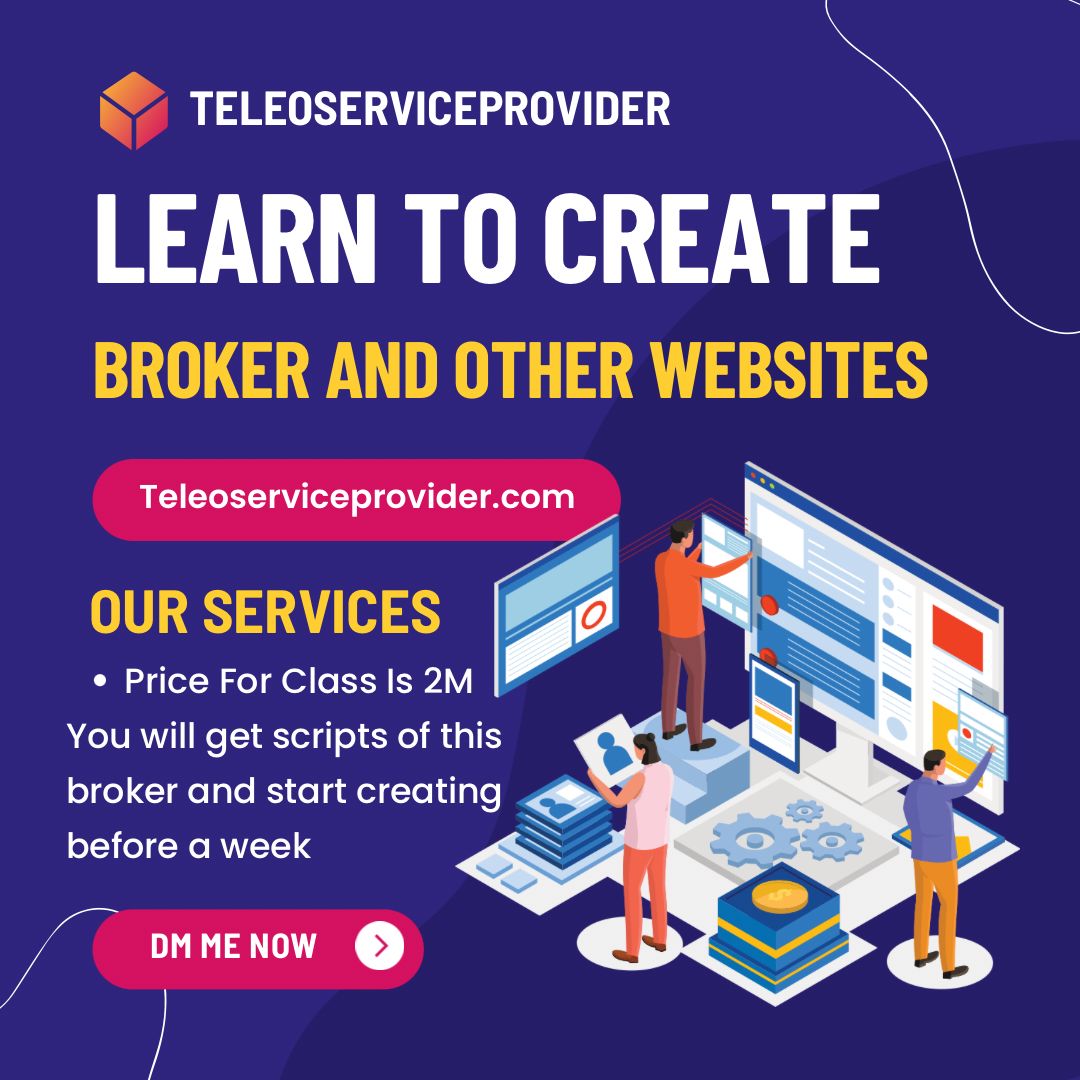 TELEOSERVICEPROVIDER
LEARN TO CREATE
BROKER AND OTHER WEBSITES
Teleoserviceprovider.com
OUR SERVICES
• Price For Class Is 2M
You will get scripts of this
broker and start creating
before a week
DM ME NOW